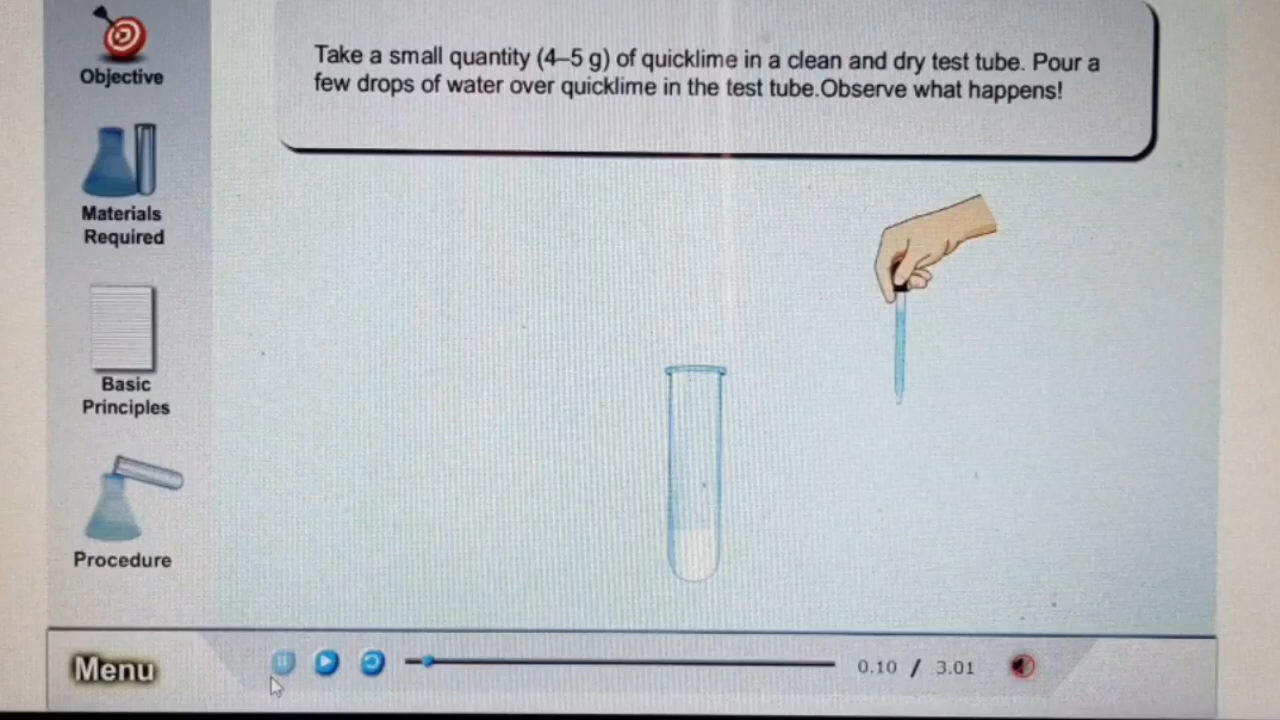 Objective
Take a small quantity (4–5 g) of quicklime in a clean and dry test tube. Pour a
few drops of water over quicklime in the test tube.Observe what happens!
Materials
Required
Basic
Principles
Procedure
Menu
0.10 / 3.01